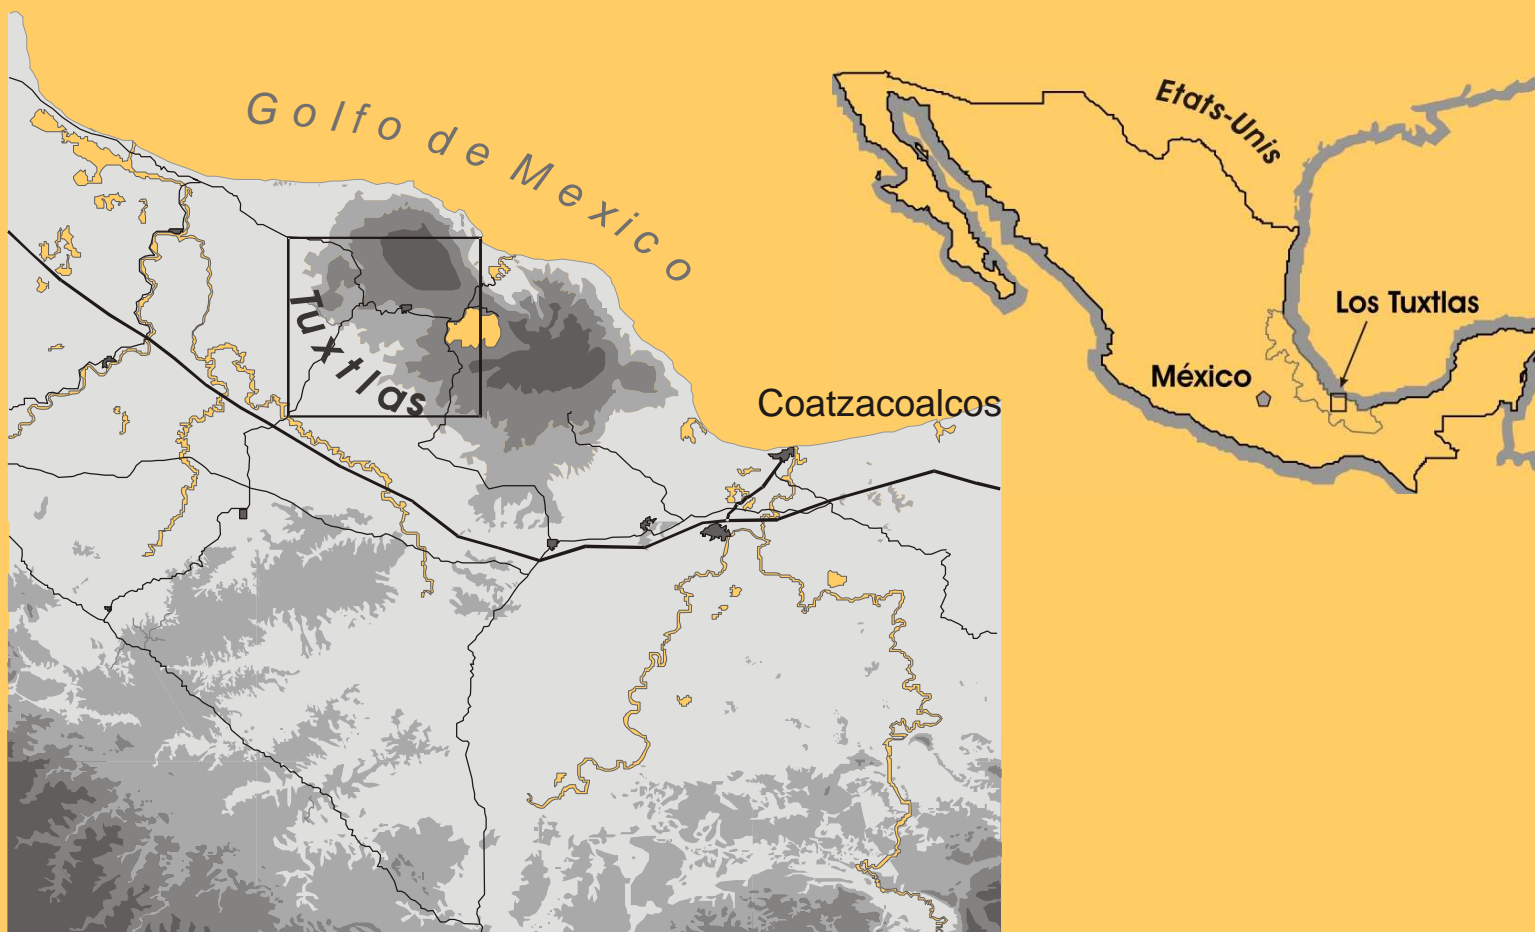 Golfo de Mexico
Tuxtlas
Coatzacoalcos
Etats-Unis
Los Tuxtlas
México